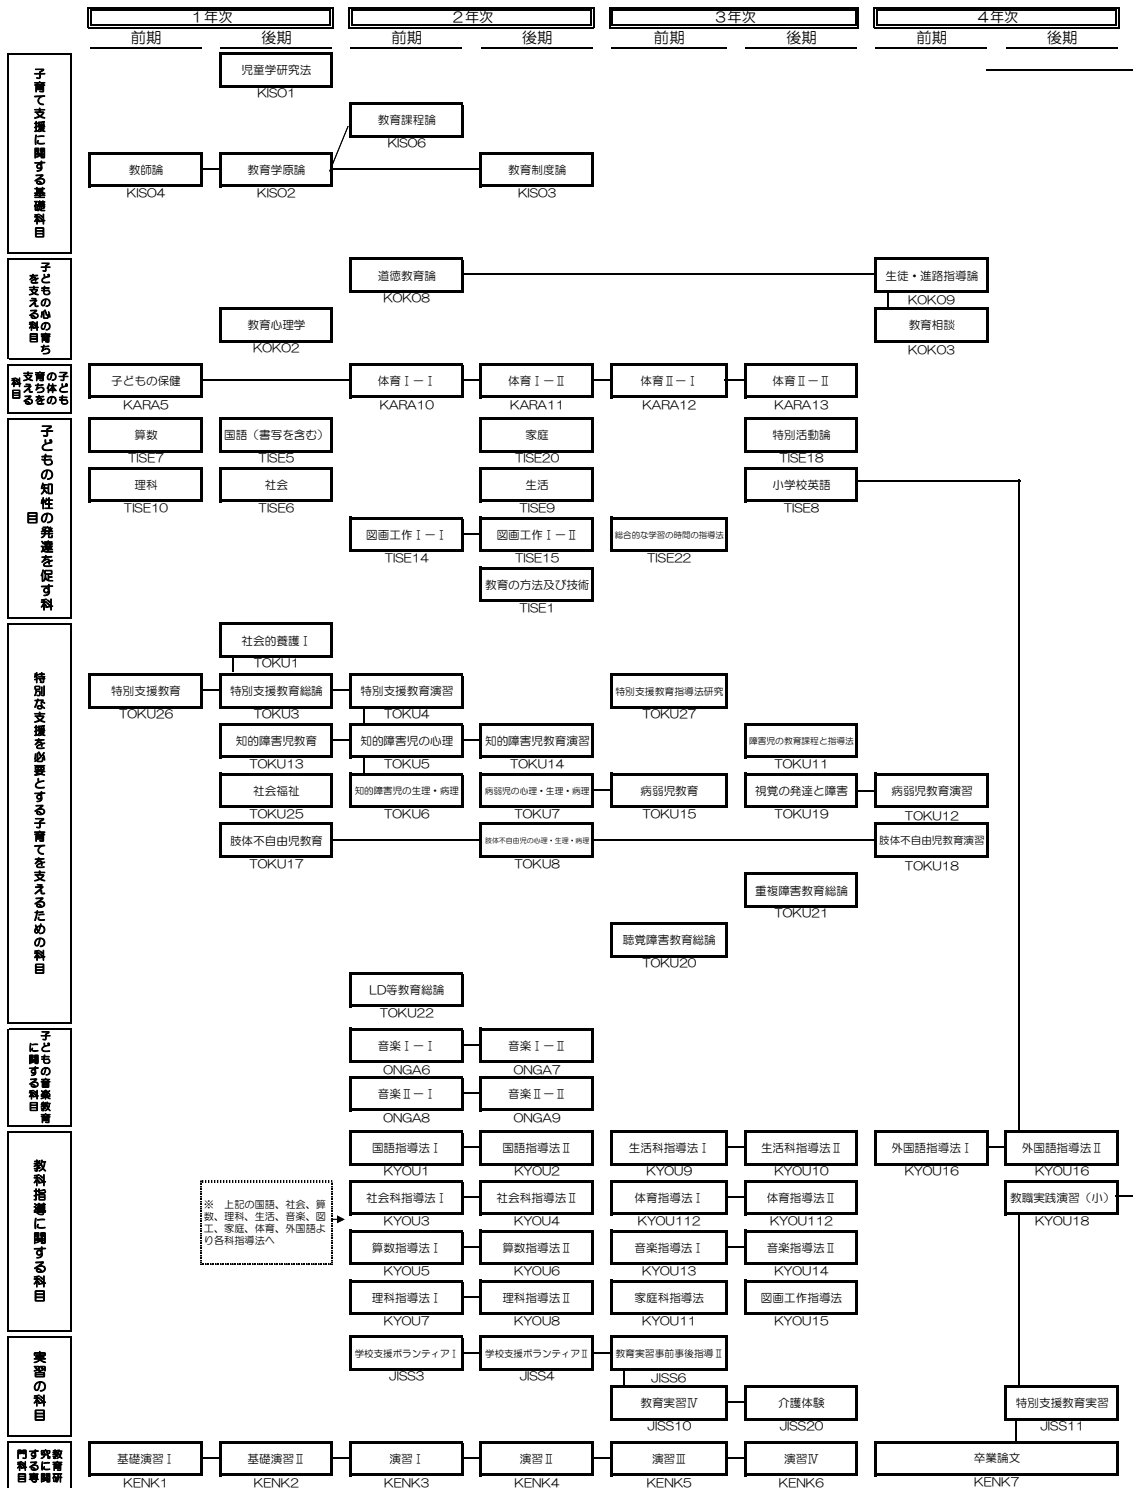 1年次
2年次
3年次
4年次
前期
後期
前期
後期
前期
後期
前期
後期
子育て支援に関する基礎科目
児童学研究法
KISO1
教育課程論
KISO6
教師論
KISO4
教育学原論
KISO2
教育制度論
KISO3
子どもの心の育ち
を支える科目
道徳教育論
KOKO8
生徒・進路指導論
KOKO9
教育心理学
KOKO2
教育相談
KOKO3
子ども
の体の
育ちを
支える
科目
子どもの保健
KARA5
体育Ⅰ－Ⅰ
KARA10
体育Ⅰ－Ⅱ
KARA11
体育Ⅱ－Ⅰ
KARA12
体育Ⅱ－Ⅱ
KARA13
子どもの知性の発達を促す科
目
算数
TISE7
国語（書写を含む）
TISE5
家庭
TISE20
特別活動論
TISE18
理科
TISE10
社会
TISE6
生活
TISE9
小学校英語
TISE8
図画工作Ⅰ－Ⅰ
TISE14
図画工作Ⅰ－Ⅱ
TISE15
総合的な学習の時間の指導法
TISE22
教育の方法及び技術
TISE1
特別な支援を必要とする子育てを支えるための科目
社会的養護Ⅰ
TOKU1
特別支援教育
TOKU26
特別支援教育総論
TOKU3
特別支援教育演習
TOKU4
特別支援教育指導法研究
TOKU27
知的障害児教育
TOKU13
知的障害児の心理
TOKU5
知的障害児教育演習
TOKU14
障害児の教育課程と指導法
TOKU11
社会福祉
TOKU25
知的障害児の生理・病理
TOKU6
病弱児の心理・生理・病理
TOKU7
病弱児教育
TOKU15
視覚の発達と障害
TOKU19
病弱児教育演習
TOKU12
肢体不自由児教育
TOKU17
肢体不自由児の心理・生理・病理
TOKU8
肢体不自由児教育演習
TOKU18
重複障害教育総論
TOKU21
聴覚障害教育総論
TOKU20
LD等教育総論
TOKU22
子どもの音楽教育
に関する科目
音楽Ⅰ－Ⅰ
ONGA6
音楽Ⅰ－Ⅱ
ONGA7
音楽Ⅱ－Ⅰ
ONGA8
音楽Ⅱ－Ⅱ
ONGA9
教科指導に関する科目
国語指導法Ⅰ
KYOU1
国語指導法Ⅱ
KYOU2
生活科指導法Ⅰ
KYOU9
生活科指導法Ⅱ
KYOU10
外国語指導法Ⅰ
KYOU16
外国語指導法Ⅱ
KYOU16
※　上記の国語、社会、算
数、理科、生活、音楽、図
工、家庭、体育、外国語よ
り各科指導法へ
社会科指導法Ⅰ
KYOU3
社会科指導法Ⅱ
KYOU4
体育指導法Ⅰ
KYOU112
体育指導法Ⅱ
KYOU112
教職実践演習（小）
KYOU18
算数指導法Ⅰ
KYOU5
算数指導法Ⅱ
KYOU6
音楽指導法Ⅰ
KYOU13
音楽指導法Ⅱ
KYOU14
理科指導法Ⅰ
KYOU7
理科指導法Ⅱ
KYOU8
家庭科指導法
KYOU11
図画工作指導法
KYOU15
実習の科目
学校支援ボランティアⅠ
JISS3
学校支援ボランティアⅡ
JISS4
教育実習事前事後指導Ⅱ
JISS6
教育実習Ⅳ
JISS10
介護体験
JISS20
特別支援教育実習
JISS11
教育研
究に関
する専
門科目
基礎演習Ⅰ
KENK1
基礎演習Ⅱ
KENK2
演習Ⅰ
KENK3
演習Ⅱ
KENK4
演習Ⅲ
KENK5
演習Ⅳ
KENK6
卒業論文
KENK7